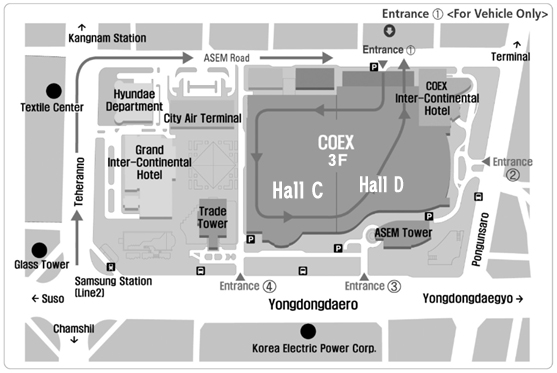 Entrance ① <For Vehicle Only>
Kangnam Station
ASEM Road
Entrance ①
P
Terminal
Textile Center
Hyundae
Department
City Air Terminal
COEX
Inter-Continental
Hotel
Grand
Inter-Continental
Hotel
COEX
3F
Hall C
Hall D
Entrance
②
Teheranno
Trade
Tower
P
P
P
ASEM Tower
Pongunsaro
Glass Tower
Samsung Station
(Line2)
Entrance ④
Entrance ③
← Suso
Yongdongdaero
Yongdongdaegyo →
Chamshil
Korea Electric Power Corp.